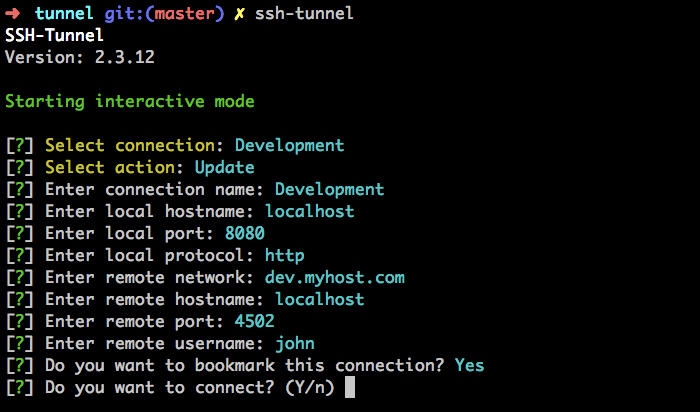 ➜ tunnel git:(master) ✗ ssh-tunnel
SSH-Tunnel
Version: 2.3.12
Starting interactive mode
[?] Select connection: Development
[?] Select action: Update
[?] Enter connection name: Development
[?] Enter local hostname: localhost
[?] Enter local port: 8080
[?] Enter local protocol: http
[?] Enter remote network: dev.myhost.com
[?] Enter remote hostname: localhost
[?] Enter remote port: 4502
[?] Enter remote username: john
[?] Do you want to bookmark this connection? Yes
[?] Do you want to connect? (Y/n)